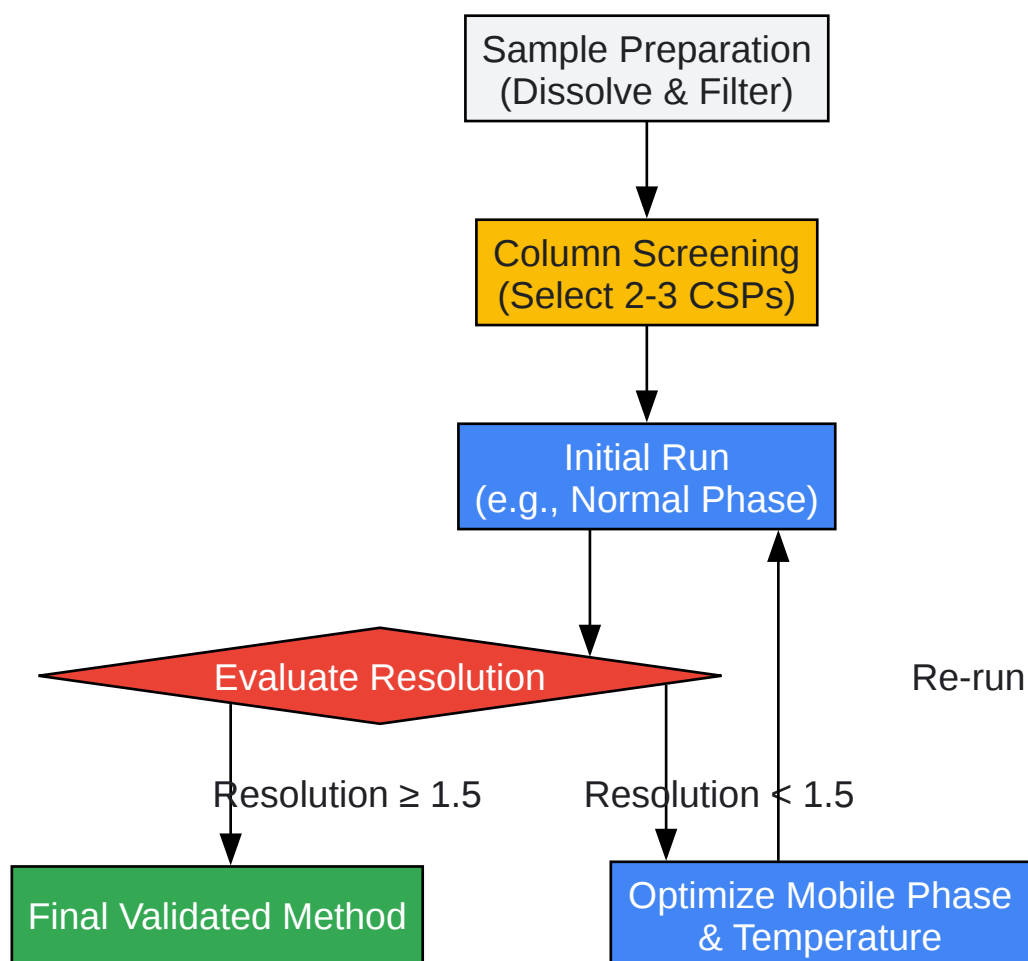 Sample Preparation
(Dissolve & Filter)
Column Screening
(Select 2-3 CSPs)
Initial Run
(e.g., Normal Phase)
Evaluate Resolution
Re-run
Resolution ≥ 1.5
Resolution < 1.5
Final Validated Method
Optimize Mobile Phase
& Temperature